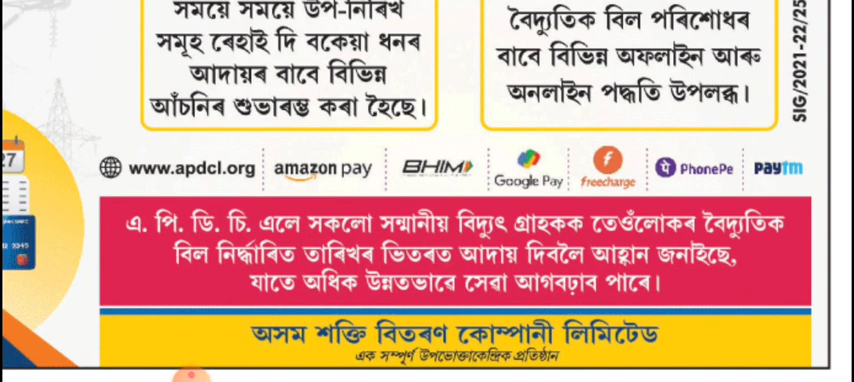 সময়ে সময়ে উপ-নিৰিখ
সমূহ ৰেহাই দি বকেয়া ধনৰ
আদায়ৰ বাবে বিভিন্ন
আঁচনিৰ শুভাৰম্ভ কৰা হৈছে।
বৈদ্যুতিক বিল পৰিশোধৰ
বাবে বিভিন্ন অফলাইন আৰু
অনলাইন পদ্ধতি উপলব্ধ।
SIG/2021-22/25
27
www.apdcl.org amazon pay BHIM Google Pay freecharge PhonePe Paytm
এ. পি. ডি. চি. এলে সকলো সন্মানীয় বিদ্যুৎ গ্ৰাহকক তেওঁলোকৰ বৈদ্যুতিক
বিল নিৰ্দ্ধাৰিত তাৰিখৰ ভিতৰত আদায় দিবলৈ আহ্বান জনাইছে,
যাতে অধিক উন্নতভাৱে সেৱা আগবঢ়াব পাৰে।
অসম শক্তি বিতৰণ কোম্পানী লিমিটেড
এক সম্পূৰ্ণ উপভোক্তাকেন্দ্ৰিক প্ৰতিষ্ঠান